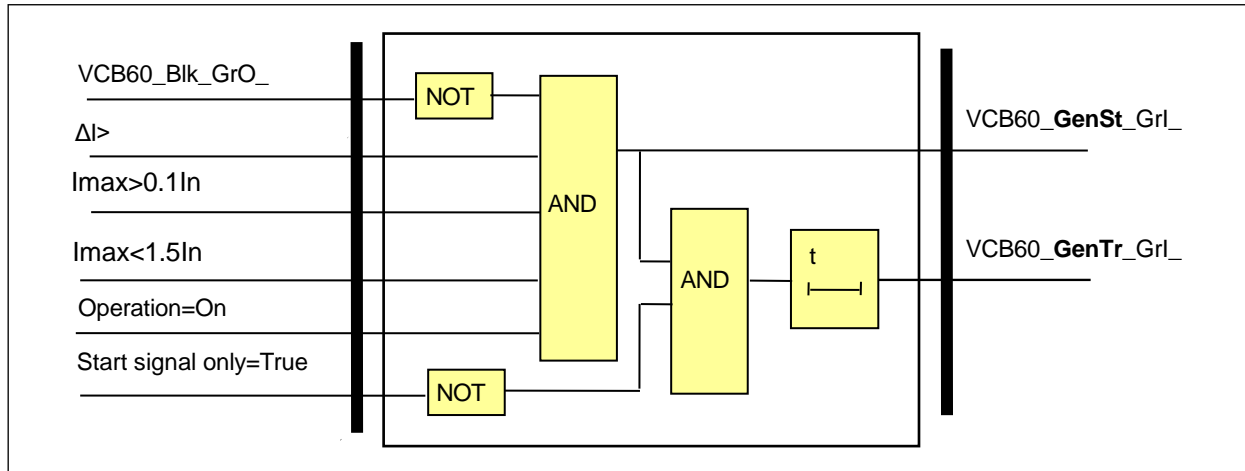 VCB60_Blk_GrO_
NOT
ΔI>
Imax>0.1In
Imax<1.5In
Operation=On
Start signal only=True
NOT
AND
AND
t
VCB60_GenSt_GrI_
VCB60_GenTr_GrI_